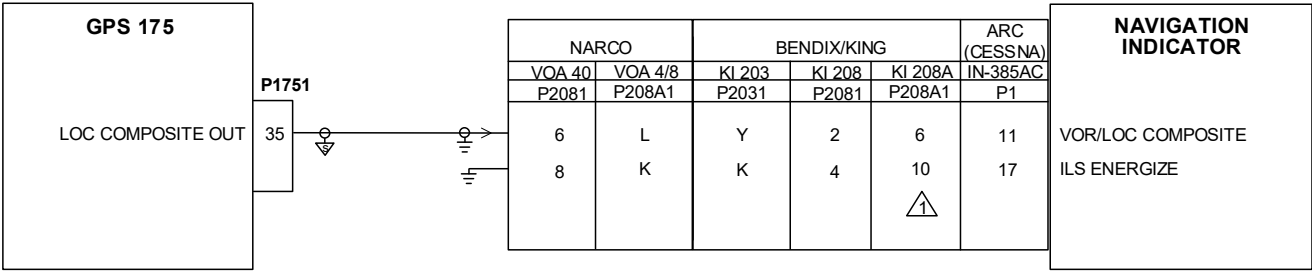 GPS 175
P1751
LOC COMPOSITE OUT 35
S
NARCO BENDIX/KING ARC (CESSNA)
VOA 40 VOA 4/8 KI 203 KI 208 KI 208A IN-385AC
P2081 P208A1 P2031 P2081 P208A1 P1
6 L Y 2 6 11 VOR/LOC COMPOSITE
8 K K 4 10 17 ILS ENERGIZE
1
NAVIGATION
INDICATOR